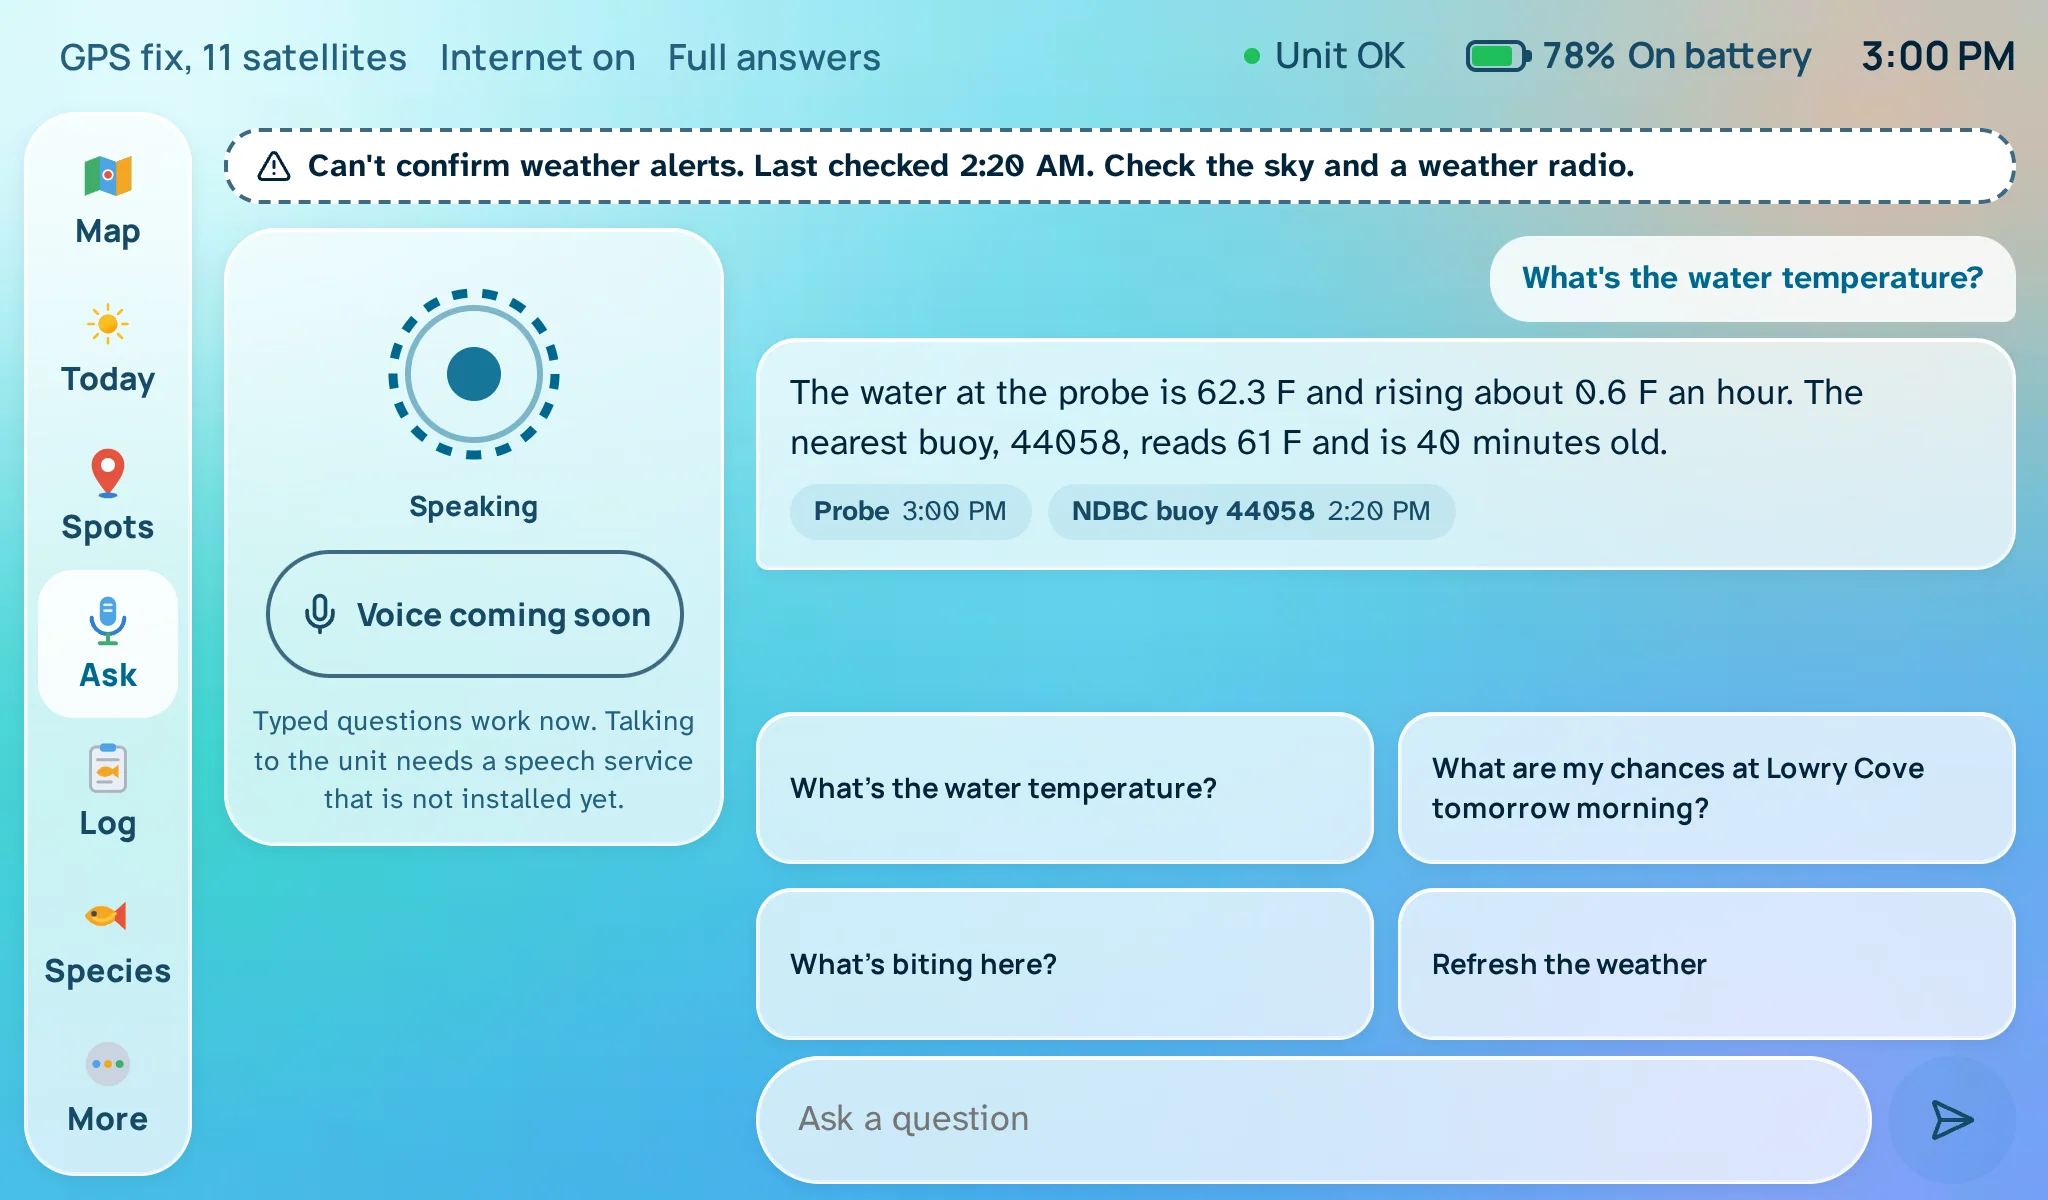 GPS fix, 11 satellites Internet on Full answers
Unit OK 78% On battery 3:00 PM
Map
Today
Spots
Ask
Log
Species
More
Can't confirm weather alerts. Last checked 2:20 AM. Check the sky and a weather radio.
Speaking
Voice coming soon
Typed questions work now. Talking
to the unit needs a speech service
that is not installed yet.
What's the water temperature?
The water at the probe is 62.3 F and rising about 0.6 F an hour. The
nearest buoy, 44058, reads 61 F and is 40 minutes old.
Probe 3:00 PM NDBC buoy 44058 2:20 PM
What’s the water temperature?
What are my chances at Lowry Cove
tomorrow morning?
What’s biting here?
Refresh the weather
Ask a question